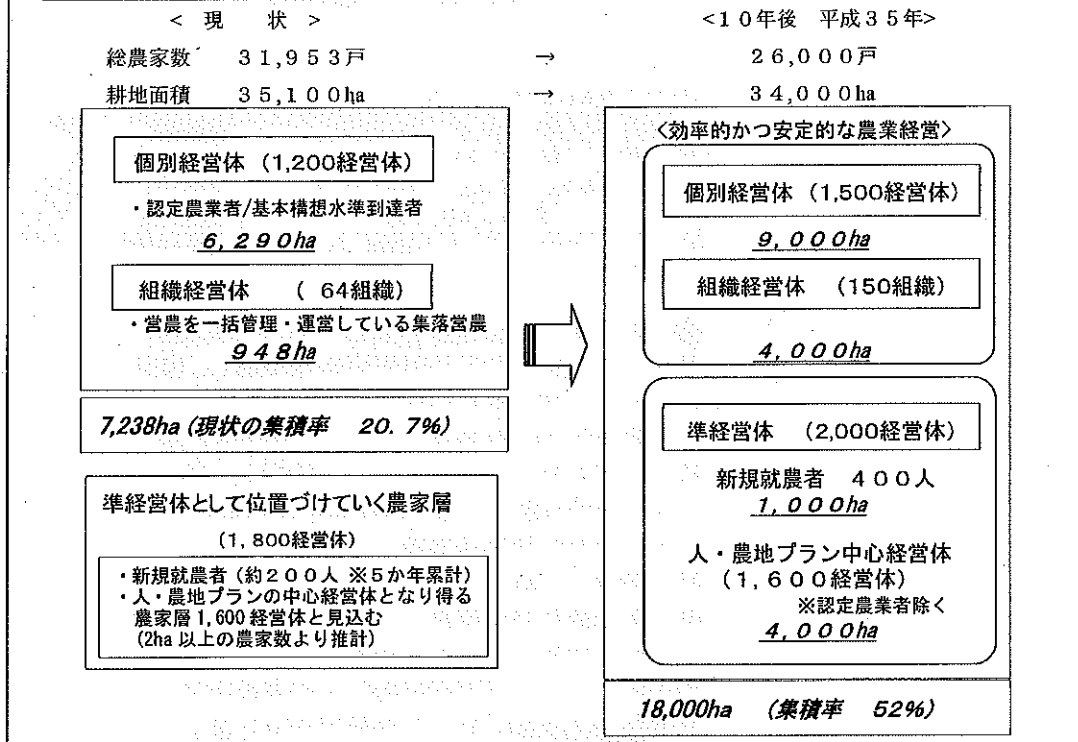 < 現 状 >
総農家数 31,953戸 →
耕地面積 35,100ha →
個別経営体 (1,200経営体)
・認定農業者/基本構想水準到達者
6,290ha
組織経営体 ( 64組織)
・営農を一括管理・運営している集落営農
948ha
7,238ha (現状の集積率 20.7%)
準経営体として位置づけていく農家層
(1,800経営体)
・新規就農者 (約200人 ※5か年累計)
・人・農地プランの中心経営体となり得る
農家層1,600経営体と見込む
(2ha以上の農家数より推計)
<10年後 平成35年>
26,000戸
34,000ha
<効率的かつ安定的な農業経営>
個別経営体 (1,500経営体)
9,000ha
組織経営体 (150組織)
4,000ha
準経営体 (2,000経営体)
新規就農者 400人
1,000ha
人・農地プラン中心経営体
(1,600経営体)
※認定農業者除く
4,000ha
18,000ha (集積率 52%)